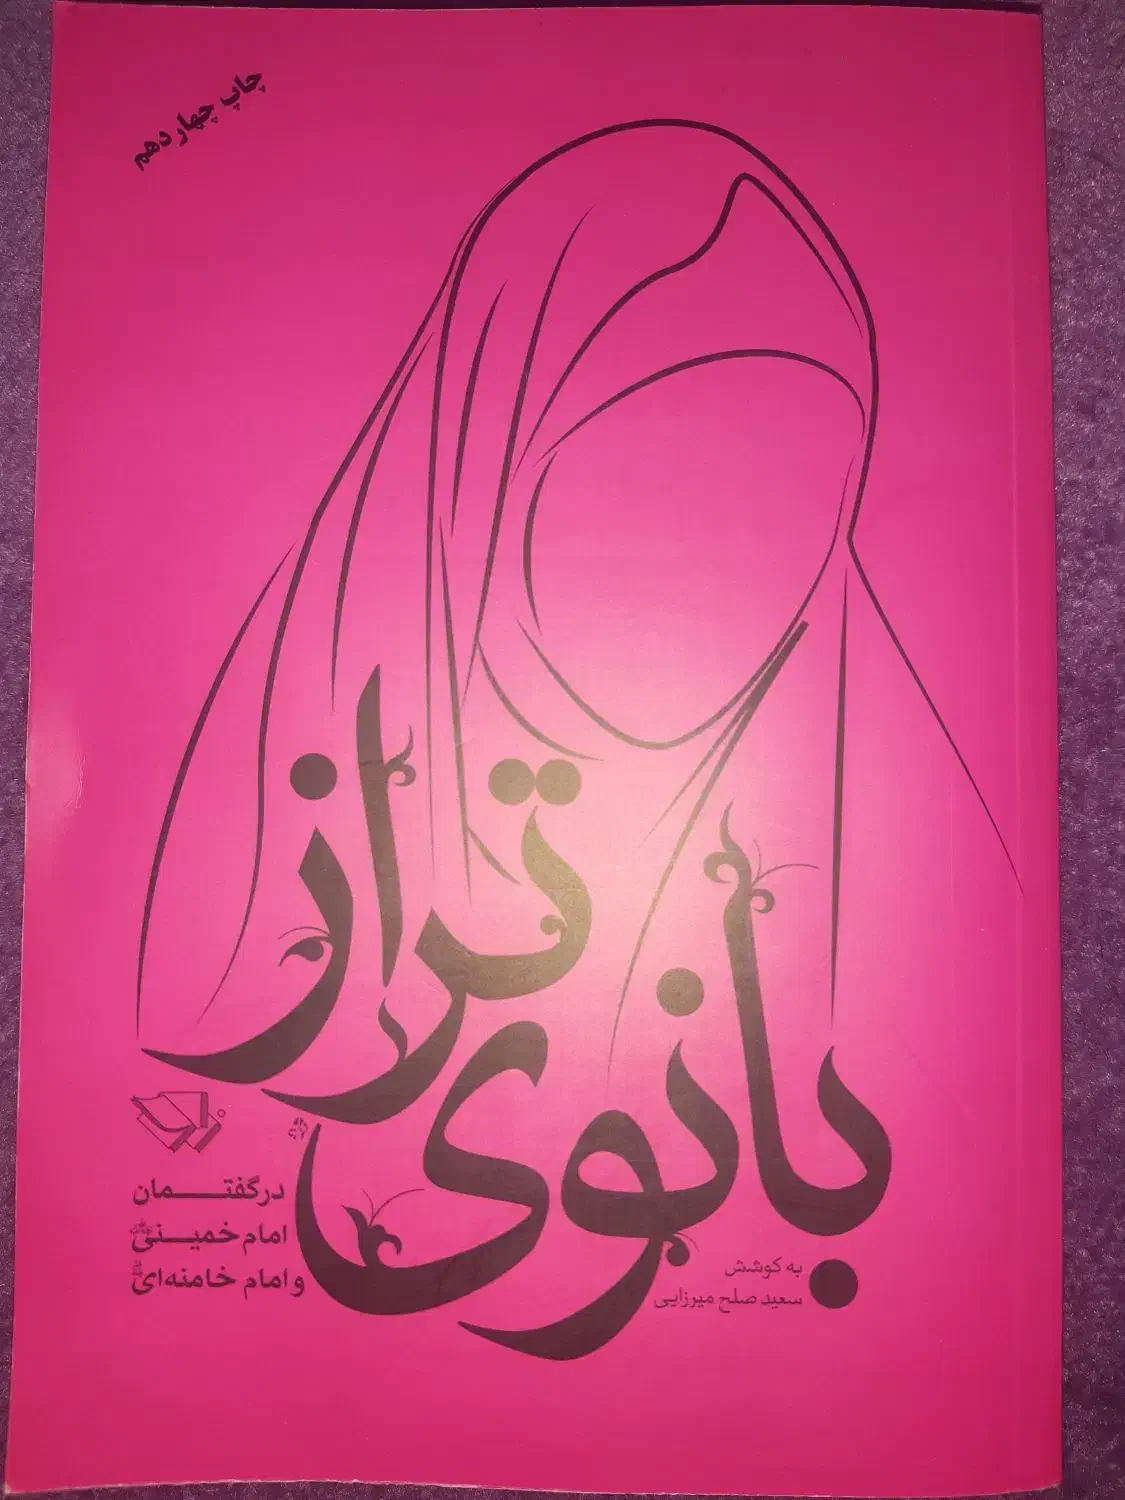 چاپ چهاردهم
بانوی تراز
در گفتمان
امام خمینی
و امام خامنه‌ای
به کوشش
سعید صلح میرزایی